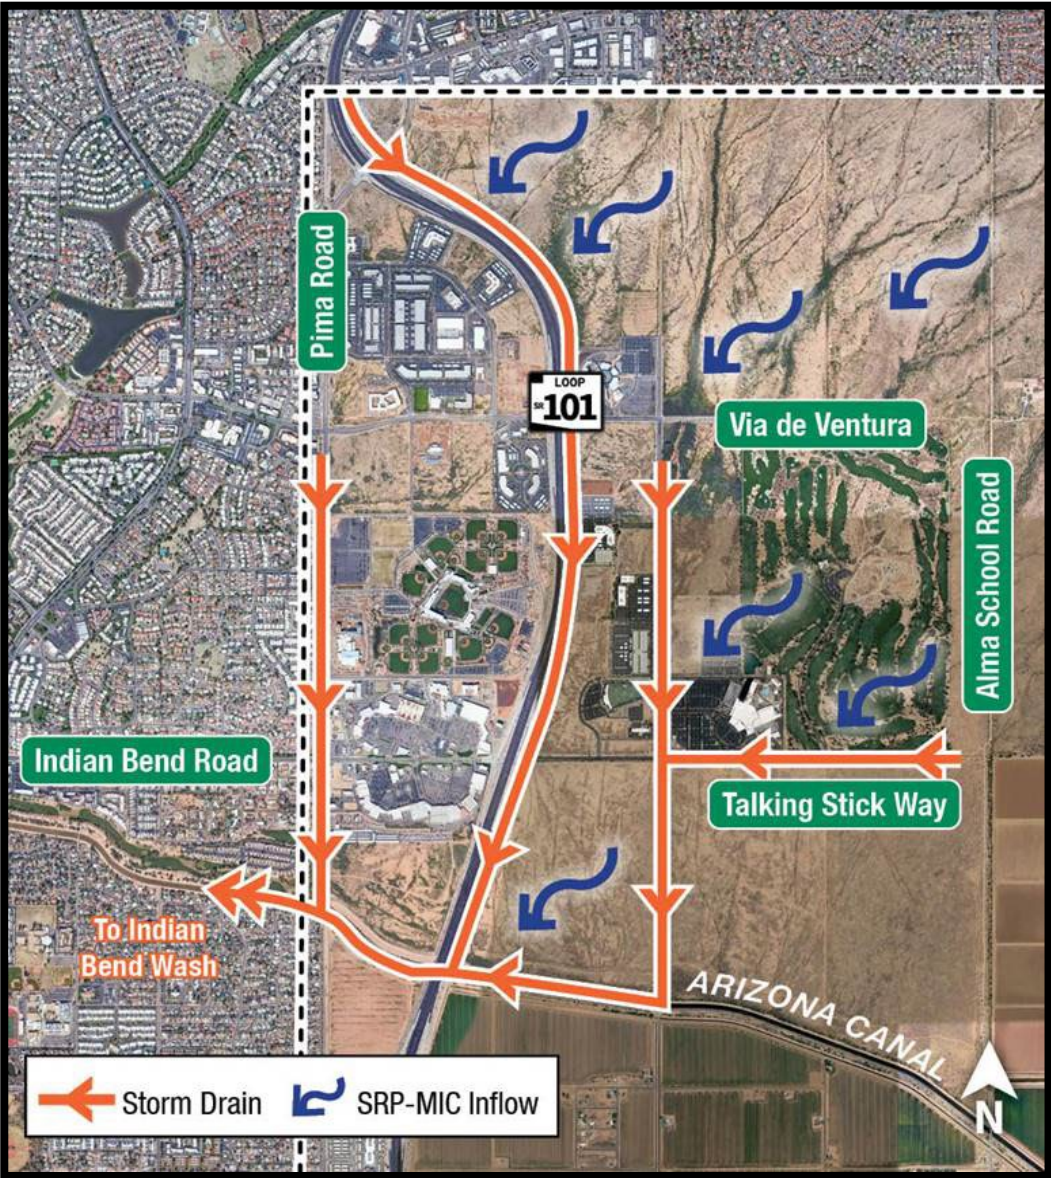 Pima Road
LOOP
SR 101
Via de Ventura
Alma School Road
Indian Bend Road
Talking Stick Way
To Indian
Bend Wash
ARIZONA CANAL
Storm Drain
SRP-MIC Inflow
N